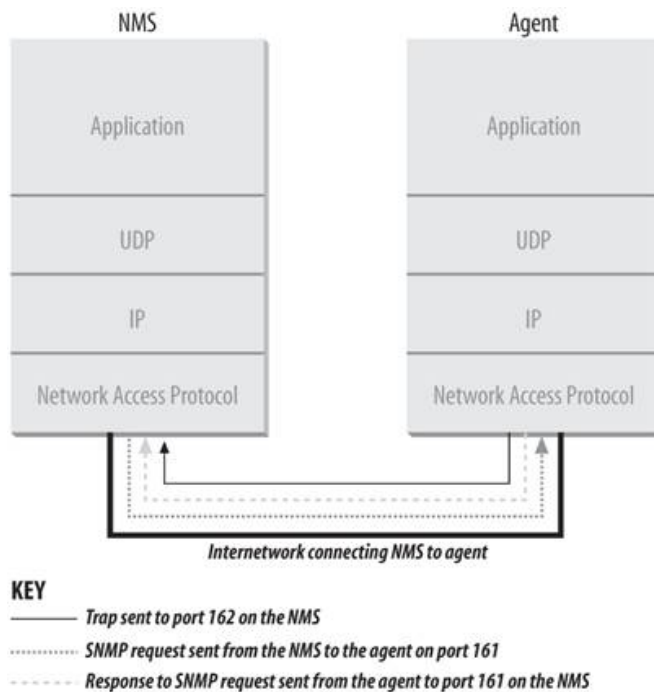 NMS
Agent
Application
Application
UDP
UDP
IP
IP
Network Access Protocol
Network Access Protocol
Internetwork connecting NMS to agent
KEY
Trap sent to port 162 on the NMS
SNMP request sent from the NMS to the agent on port 161
Response to SNMP request sent from the agent to port 161 on the NMS